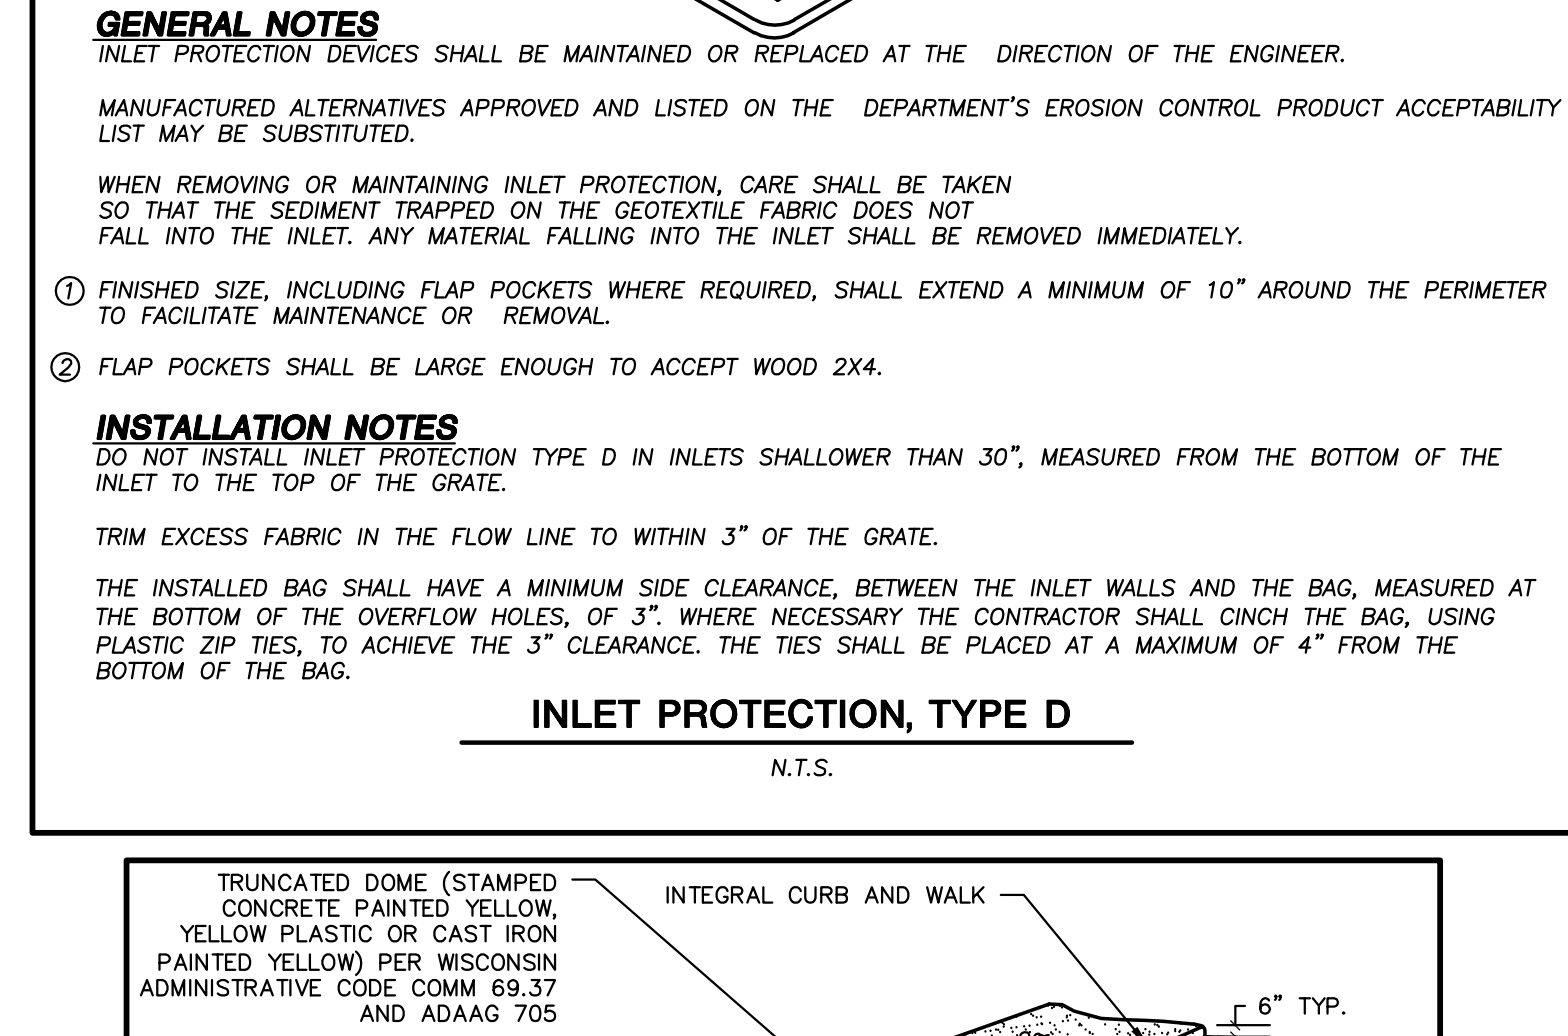 GENERAL NOTES
INLET PROTECTION DEVICES SHALL BE MAINTAINED OR REPLACED AT THE DIRECTION OF THE ENGINEER.
MANUFACTURED ALTERNATIVES APPROVED AND LISTED ON THE DEPARTMENT'S EROSION CONTROL PRODUCT ACCEPTABILITY
LIST MAY BE SUBSTITUTED.
WHEN REMOVING OR MAINTAINING INLET PROTECTION, CARE SHALL BE TAKEN
SO THAT THE SEDIMENT TRAPPED ON THE GEOTEXTILE FABRIC DOES NOT
FALL INTO THE INLET. ANY MATERIAL FALLING INTO THE INLET SHALL BE REMOVED IMMEDIATELY.
① FINISHED SIZE, INCLUDING FLAP POCKETS WHERE REQUIRED, SHALL EXTEND A MINIMUM OF 10" AROUND THE PERIMETER
TO FACILITATE MAINTENANCE OR REMOVAL.
② FLAP POCKETS SHALL BE LARGE ENOUGH TO ACCEPT WOOD 2X4.
INSTALLATION NOTES
DO NOT INSTALL INLET PROTECTION TYPE D IN INLETS SHALLOWER THAN 30", MEASURED FROM THE BOTTOM OF THE
INLET TO THE TOP OF THE GRATE.
TRIM EXCESS FABRIC IN THE FLOW LINE TO WITHIN 3" OF THE GRATE.
THE INSTALLED BAG SHALL HAVE A MINIMUM SIDE CLEARANCE, BETWEEN THE INLET WALLS AND THE BAG, MEASURED AT
THE BOTTOM OF THE OVERFLOW HOLES, OF 3". WHERE NECESSARY THE CONTRACTOR SHALL CINCH THE BAG, USING
PLASTIC ZIP TIES, TO ACHIEVE THE 3" CLEARANCE. THE TIES SHALL BE PLACED AT A MAXIMUM OF 4" FROM THE
BOTTOM OF THE BAG.
INLET PROTECTION, TYPE D
N.T.S.
TRUNCATED DOME (STAMPED
CONCRETE PAINTED YELLOW,
YELLOW PLASTIC OR CAST IRON
PAINTED YELLOW) PER WISCONSIN
ADMINISTRATIVE CODE COMM 69.37
AND ADAAG 705
INTEGRAL CURB AND WALK
6" TYP.